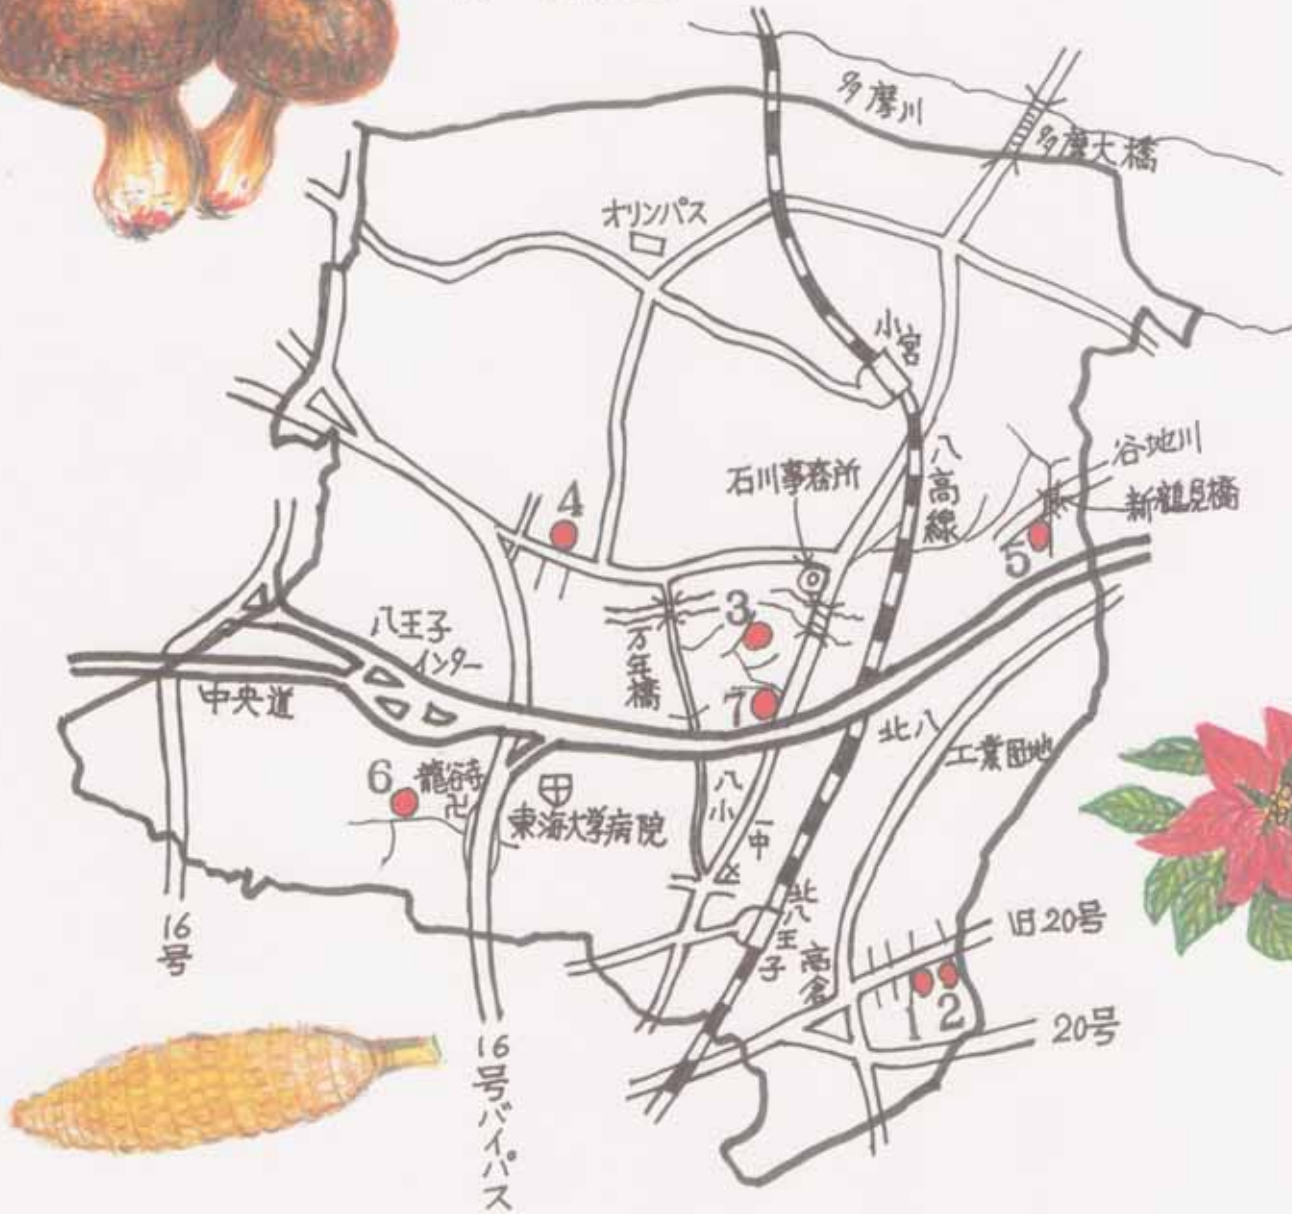 多摩川
多摩大橋
オリンパス
小宮
八高線
谷地川
新鶴見橋
石川事務所
4
5
3
7
八王子
インター
万年橋
中央道
北八
工業団地
6
龍谷寺
卍
東海大学病院
八小
一中
北八王子
高倉
旧20号
1
2
16号
20号
16号バイパス